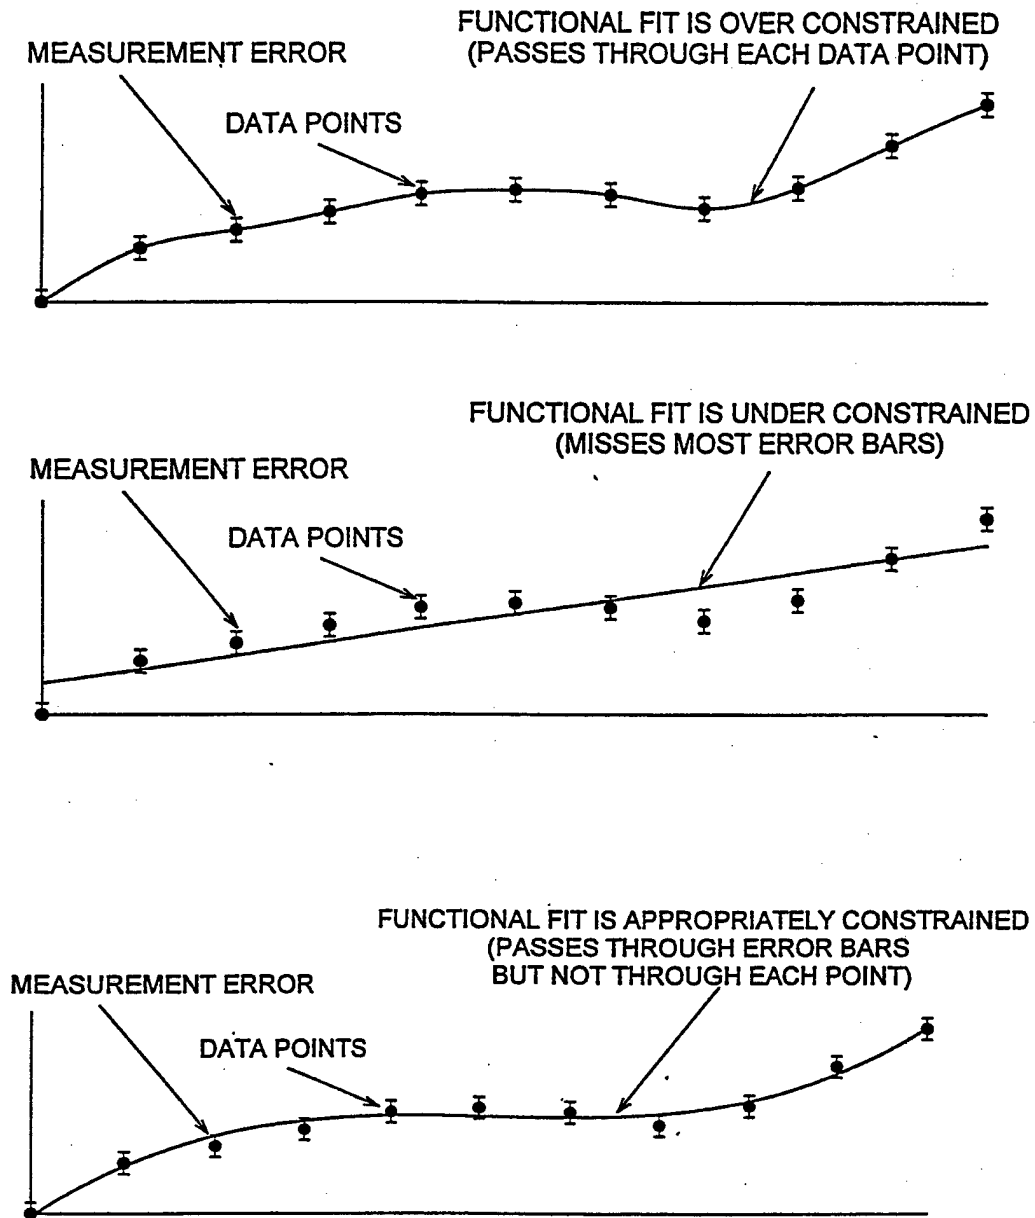 FUNCTIONAL FIT IS OVER CONSTRAINED
(PASSES THROUGH EACH DATA POINT)
MEASUREMENT ERROR
DATA POINTS
FUNCTIONAL FIT IS UNDER CONSTRAINED
(MISSES MOST ERROR BARS)
MEASUREMENT ERROR
DATA POINTS
FUNCTIONAL FIT IS APPROPRIATELY CONSTRAINED
(PASSES THROUGH ERROR BARS
BUT NOT THROUGH EACH POINT)
MEASUREMENT ERROR
DATA POINTS